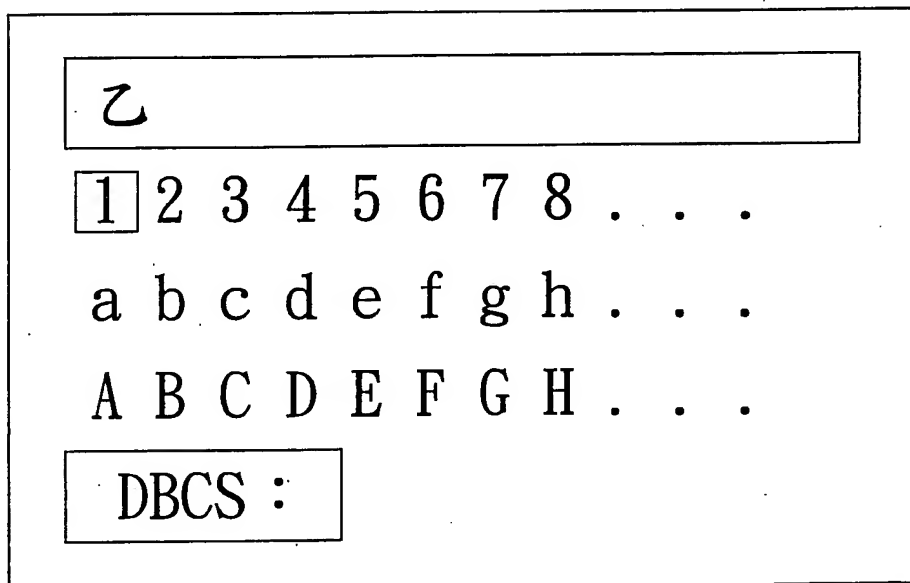 乙
1 2 3 4 5 6 7 8 . . .
a b c d e f g h . . .
A B C D E F G H . . .
DBCS :